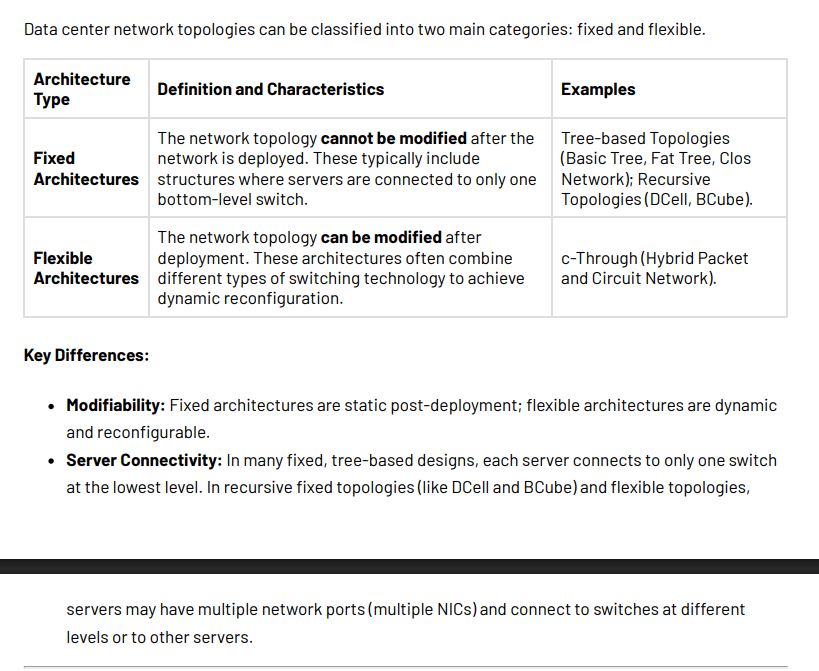 Data center network topologies can be classified into two main categories: fixed and flexible.
Architecture
Type
Definition and Characteristics
Examples
Fixed
Architectures
The network topology cannot be modified after the
network is deployed. These typically include
structures where servers are connected to only one
bottom-level switch.
Tree-based Topologies
(Basic Tree, Fat Tree, Clos
Network); Recursive
Topologies (DCell, BCube).
Flexible
Architectures
The network topology can be modified after
deployment. These architectures often combine
different types of switching technology to achieve
dynamic reconfiguration.
c-Through (Hybrid Packet
and Circuit Network).
Key Differences:
• Modifiability: Fixed architectures are static post-deployment; flexible architectures are dynamic
and reconfigurable.
• Server Connectivity: In many fixed, tree-based designs, each server connects to only one switch
at the lowest level. In recursive fixed topologies (like DCell and BCube) and flexible topologies,
servers may have multiple network ports (multiple NICs) and connect to switches at different
levels or to other servers.